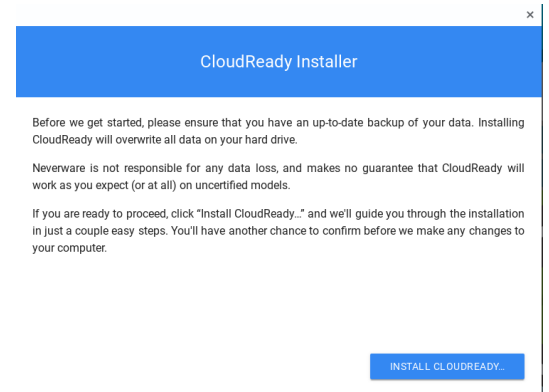 CloudReady Installer
Before we get started, please ensure that you have an up-to-date backup of your data. Installing
CloudReady will overwrite all data on your hard drive.
Neverware is not responsible for any data loss, and makes no guarantee that CloudReady will
work as you expect (or at all) on uncertified models.
If you are ready to proceed, click “Install CloudReady…” and we'll guide you through the installation
in just a couple easy steps. You'll have another chance to confirm before we make any changes to
your computer.
INSTALL CLOUDREADY…